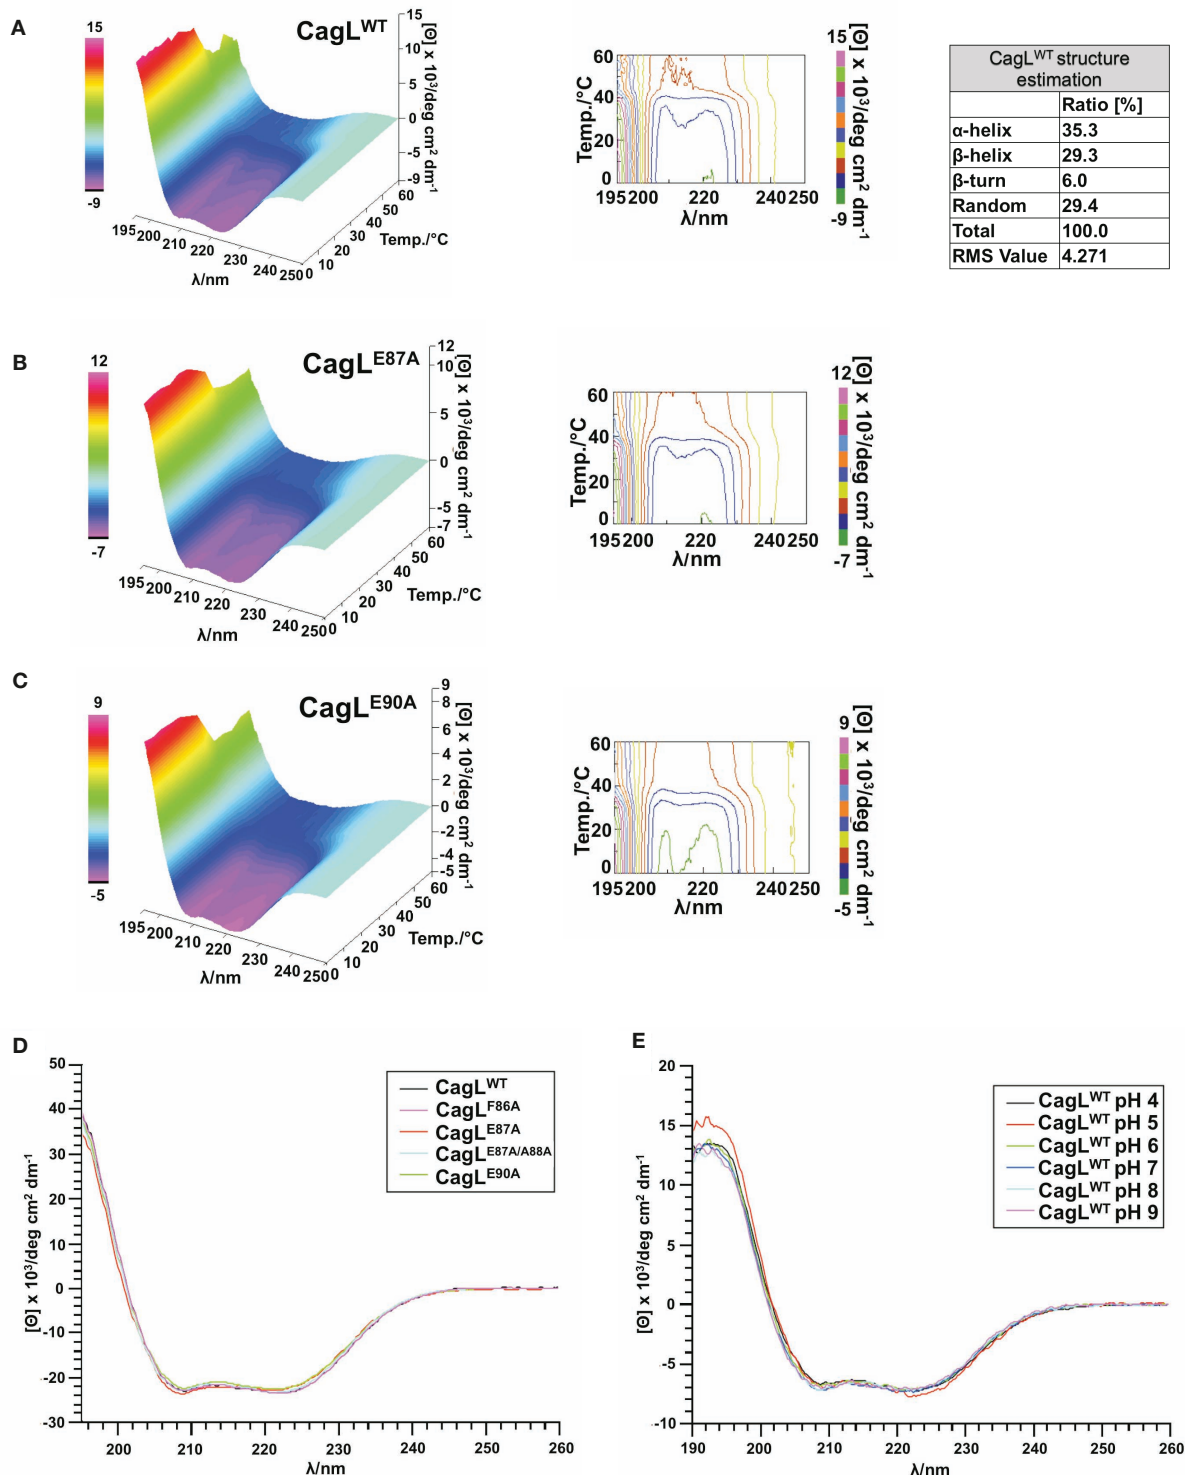 A
15
-9
CagL^WT
15
10
5
0
-5
-9
[Θ] x 10³/deg cm² dm⁻¹
60
50
40
30
20
10
0
Temp./°C
195 200 210 220 230 240 250
λ/nm
60
40
20
0
Temp./°C
195 200 220 240 250
λ/nm
15
-9
[Θ] x 10³/deg cm² dm⁻¹
CagL^WT structure
estimation
Ratio [%]
α-helix 35.3
β-helix 29.3
β-turn 6.0
Random 29.4
Total 100.0
RMS Value 4.271
B
12
-7
CagL^E87A
12
10
5
0
-5
-7
[Θ] x 10³/deg cm² dm⁻¹
60
50
40
30
20
10
0
Temp./°C
195 200 210 220 230 240 250
λ/nm
60
40
20
0
Temp./°C
195 200 220 240 250
λ/nm
12
-7
[Θ] x 10³/deg cm² dm⁻¹
C
9
-5
CagL^E90A
9
8
6
4
2
0
-2
-4
-5
[Θ] x 10³/deg cm² dm⁻¹
60
50
40
30
20
10
0
Temp./°C
195 200 210 220 230 240 250
λ/nm
60
40
20
0
Temp./°C
195 200 220 240 250
λ/nm
9
-5
[Θ] x 10³/deg cm² dm⁻¹
D
50
40
30
20
10
0
-10
-20
-30
[Θ] x 10³/deg cm² dm⁻¹
CagL^WT
CagL^F86A
CagL^E87A
CagL^E87A/A88A
CagL^E90A
200 210 220 230 240 250 260
λ/nm
E
20
15
10
5
0
-5
-10
[Θ] x 10³/deg cm² dm⁻¹
CagL^WT pH 4
CagL^WT pH 5
CagL^WT pH 6
CagL^WT pH 7
CagL^WT pH 8
CagL^WT pH 9
190 200 210 220 230 240 250 260
λ/nm